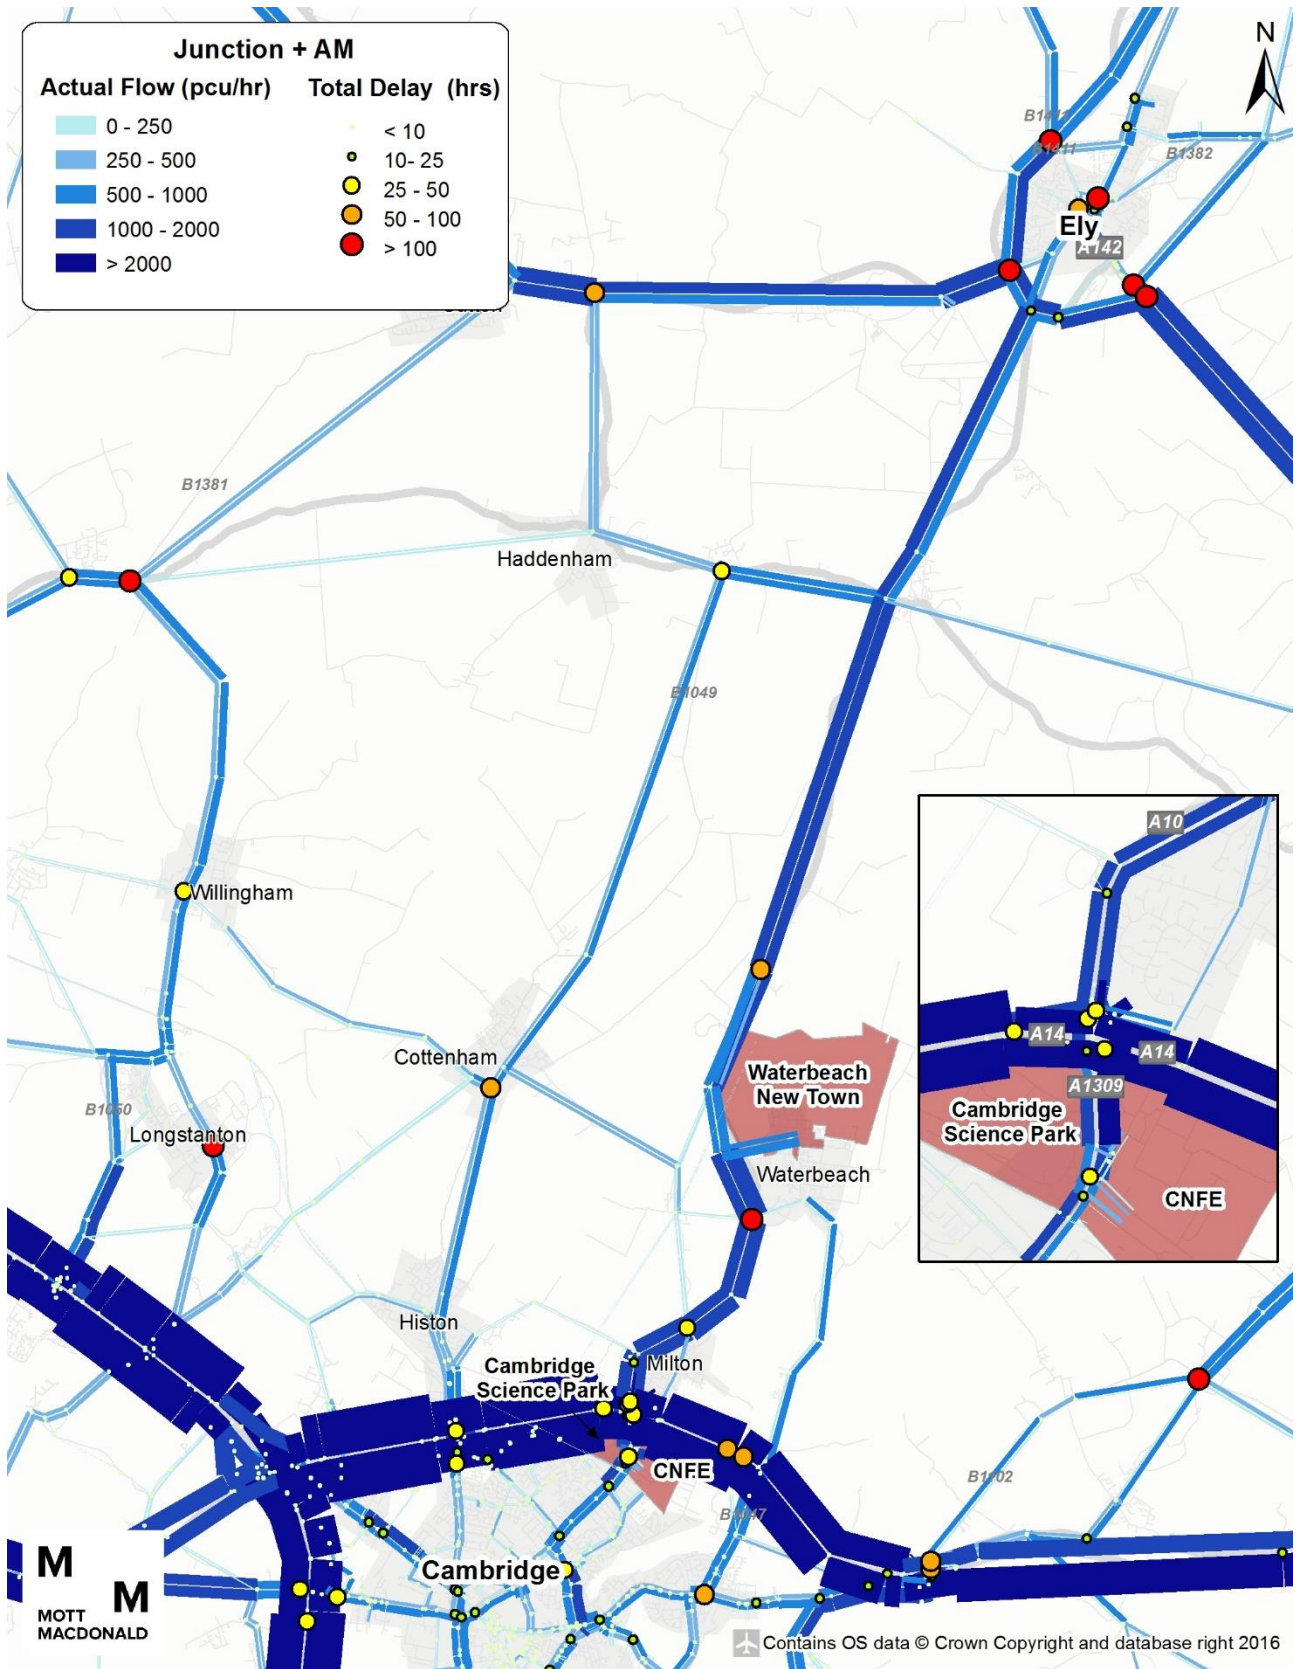 Junction + AM
Actual Flow (pcu/hr)
0 - 250
250 - 500
500 - 1000
1000 - 2000
> 2000
Total Delay (hrs)
< 10
10- 25
25 - 50
50 - 100
> 100
N
B1411
B1382
Ely
A142
B1381
Haddenham
B1049
Willingham
A10
Cottenham
Waterbeach
New Town
A14
A14
A1309
B1050
Longstanton
Waterbeach
Cambridge
Science Park
CNFE
Histon
Cambridge
Science Park
Milton
CNFE
B1102
B1047
Cambridge
M
M
MOTT
MACDONALD
Contains OS data © Crown Copyright and database right 2016